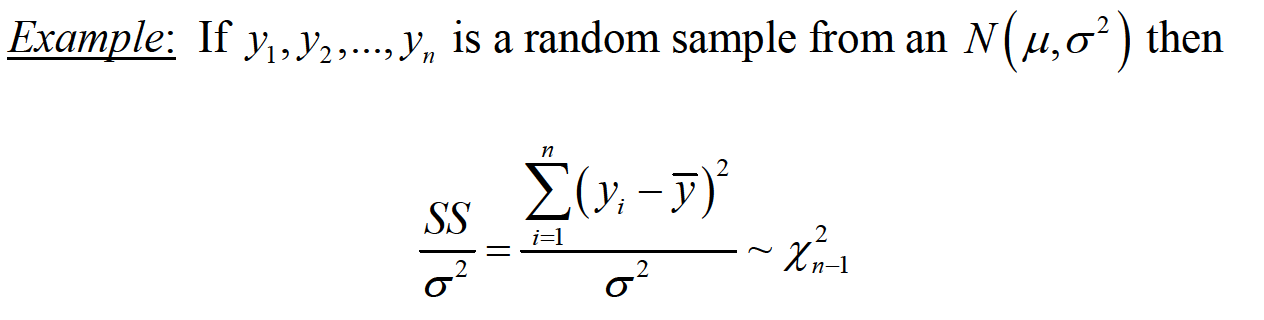 Example: If y₁, y₂, ..., yₙ is a random sample from an N(μ, σ²) then
SS/σ² = ∑ᵢ₌₁ⁿ (yᵢ − ȳ)² / σ² ~ χ²ₙ₋₁